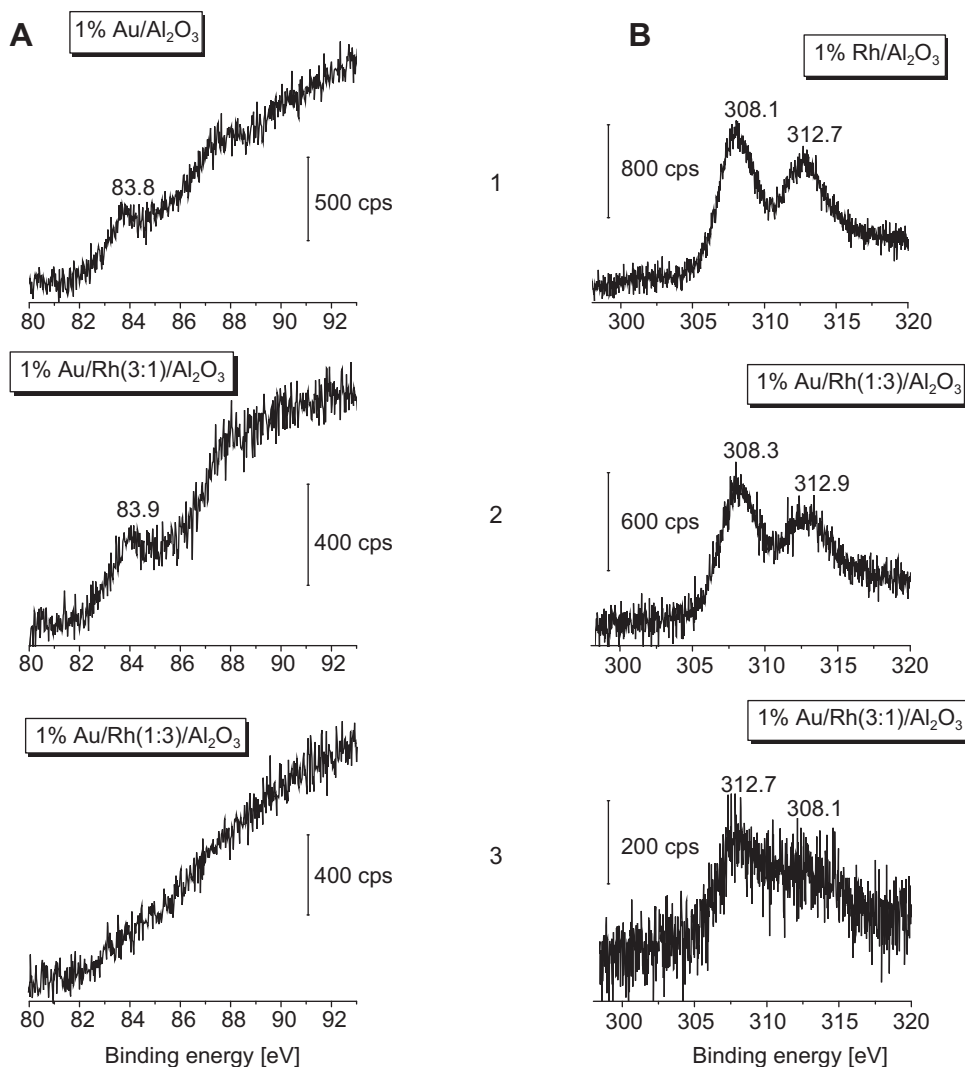 A
1% Au/Al₂O₃
83.8
500 cps
80 82 84 86 88 90 92
1% Au/Rh(3:1)/Al₂O₃
83.9
400 cps
80 82 84 86 88 90 92
1% Au/Rh(1:3)/Al₂O₃
400 cps
80 82 84 86 88 90 92
Binding energy [eV]
1
2
3
B
1% Rh/Al₂O₃
308.1
312.7
800 cps
300 305 310 315 320
1% Au/Rh(1:3)/Al₂O₃
308.3
312.9
600 cps
300 305 310 315 320
1% Au/Rh(3:1)/Al₂O₃
312.7
308.1
200 cps
300 305 310 315 320
Binding energy [eV]